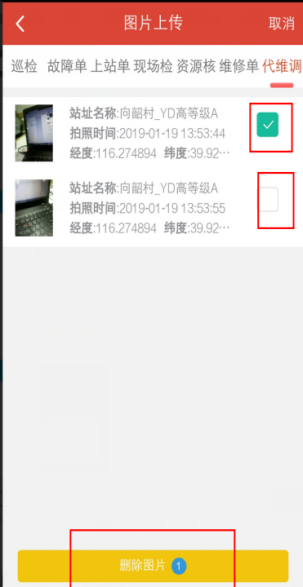 图片上传 取消
巡检 故障单 上站单 现场检 资源核 维修单 代维调
站址名称:向韶村_YD高等级A
拍照时间:2019-01-19 13:53:44
经度:116.274894 纬度:39.92···
站址名称:向韶村_YD高等级A
拍照时间:2019-01-19 13:53:55
经度:116.274894 纬度:39.92···
删除图片 1